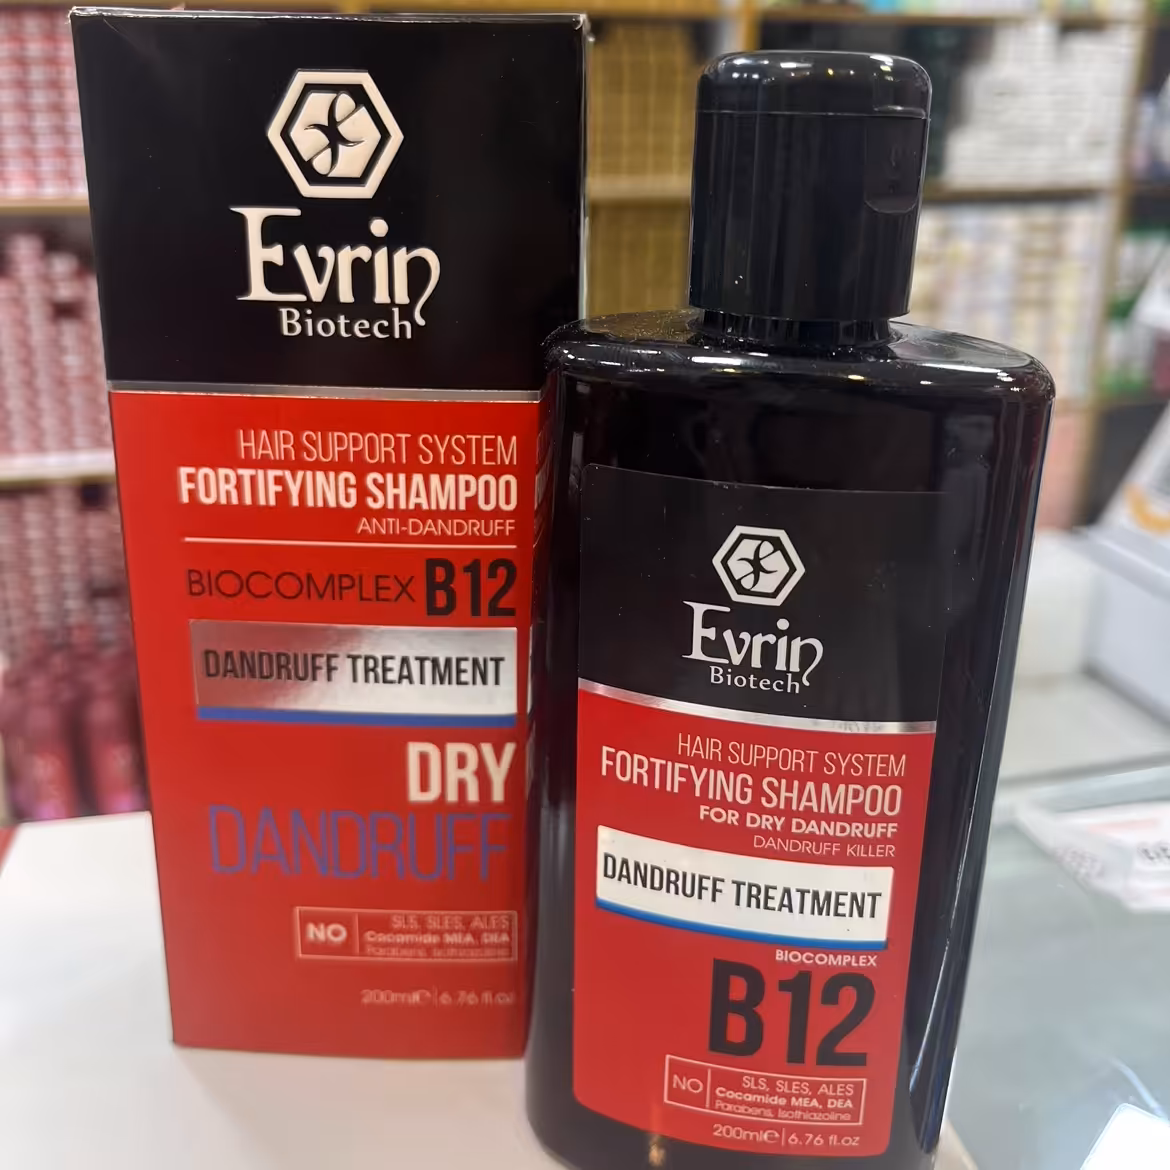 Evrin
Biotech
HAIR SUPPORT SYSTEM
FORTIFYING SHAMPOO
ANTI-DANDRUFF
BIOCOMPLEX B12
DANDRUFF TREATMENT
DRY
DANDRUFF
NO
SLS, SLES, ALES
Cocamide MEA, DEA
Parabens, Isothiazoline
200ml℮ | 6.76 fl.oz
Evrin
Biotech
HAIR SUPPORT SYSTEM
FORTIFYING SHAMPOO
FOR DRY DANDRUFF
DANDRUFF KILLER
DANDRUFF TREATMENT
BIOCOMPLEX
B12
NO
SLS, SLES, ALES
Cocamide MEA, DEA
Parabens, Isothiazoline
200ml℮ | 6.76 fl.oz